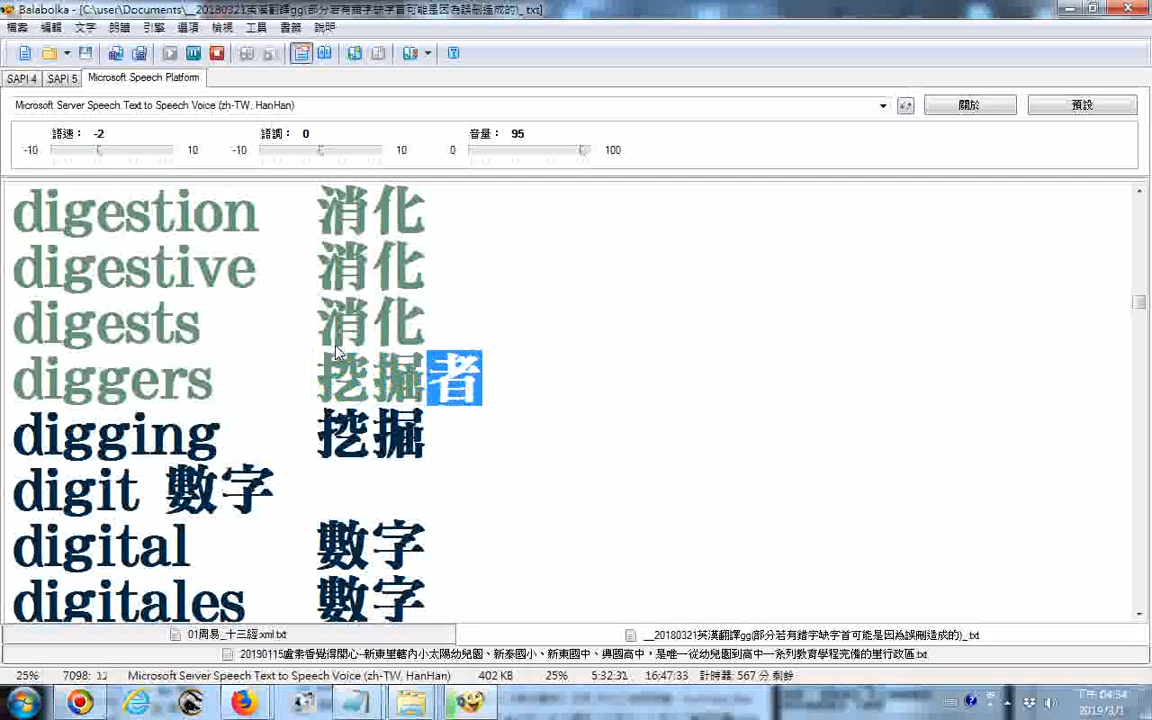 Balabolka - [C:\user\Documents\__20180321英漢翻譯gg(部分若有錯字缺字首可能是因為誤刪造成的)_.txt]
檔案 編輯 文字 朗讀 引擎 選項 檢視 工具 書籤 說明
SAPI 4 SAPI 5 Microsoft Speech Platform
Microsoft Server Speech Text to Speech Voice (zh-TW, HanHan) 關於 預設
語速： -2 語調： 0 音量： 95
-10 10 -10 10 0 100
digestion 消化
digestive 消化
digests 消化
diggers 挖掘者
digging 挖掘
digit 數字
digital 數字
digitales 數字
01周易_十三經.xml.txt __20180321英漢翻譯gg(部分若有錯字缺字首可能是因為誤刪造成的)_.txt
20190115盧素香覺得開心-新東里轄內小太陽幼兒園、新泰國小、新東國中、興國高中，是唯一從幼兒園到高中一系列教育學程完備的里行政區.txt
25% 7098: 11 Microsoft Server Speech Text to Speech Voice (zh-TW, HanHan) 402 KB 25% 5:32:31 16:47:33 計時器: 567 分 剩餘
下午 04:34
2019/3/1